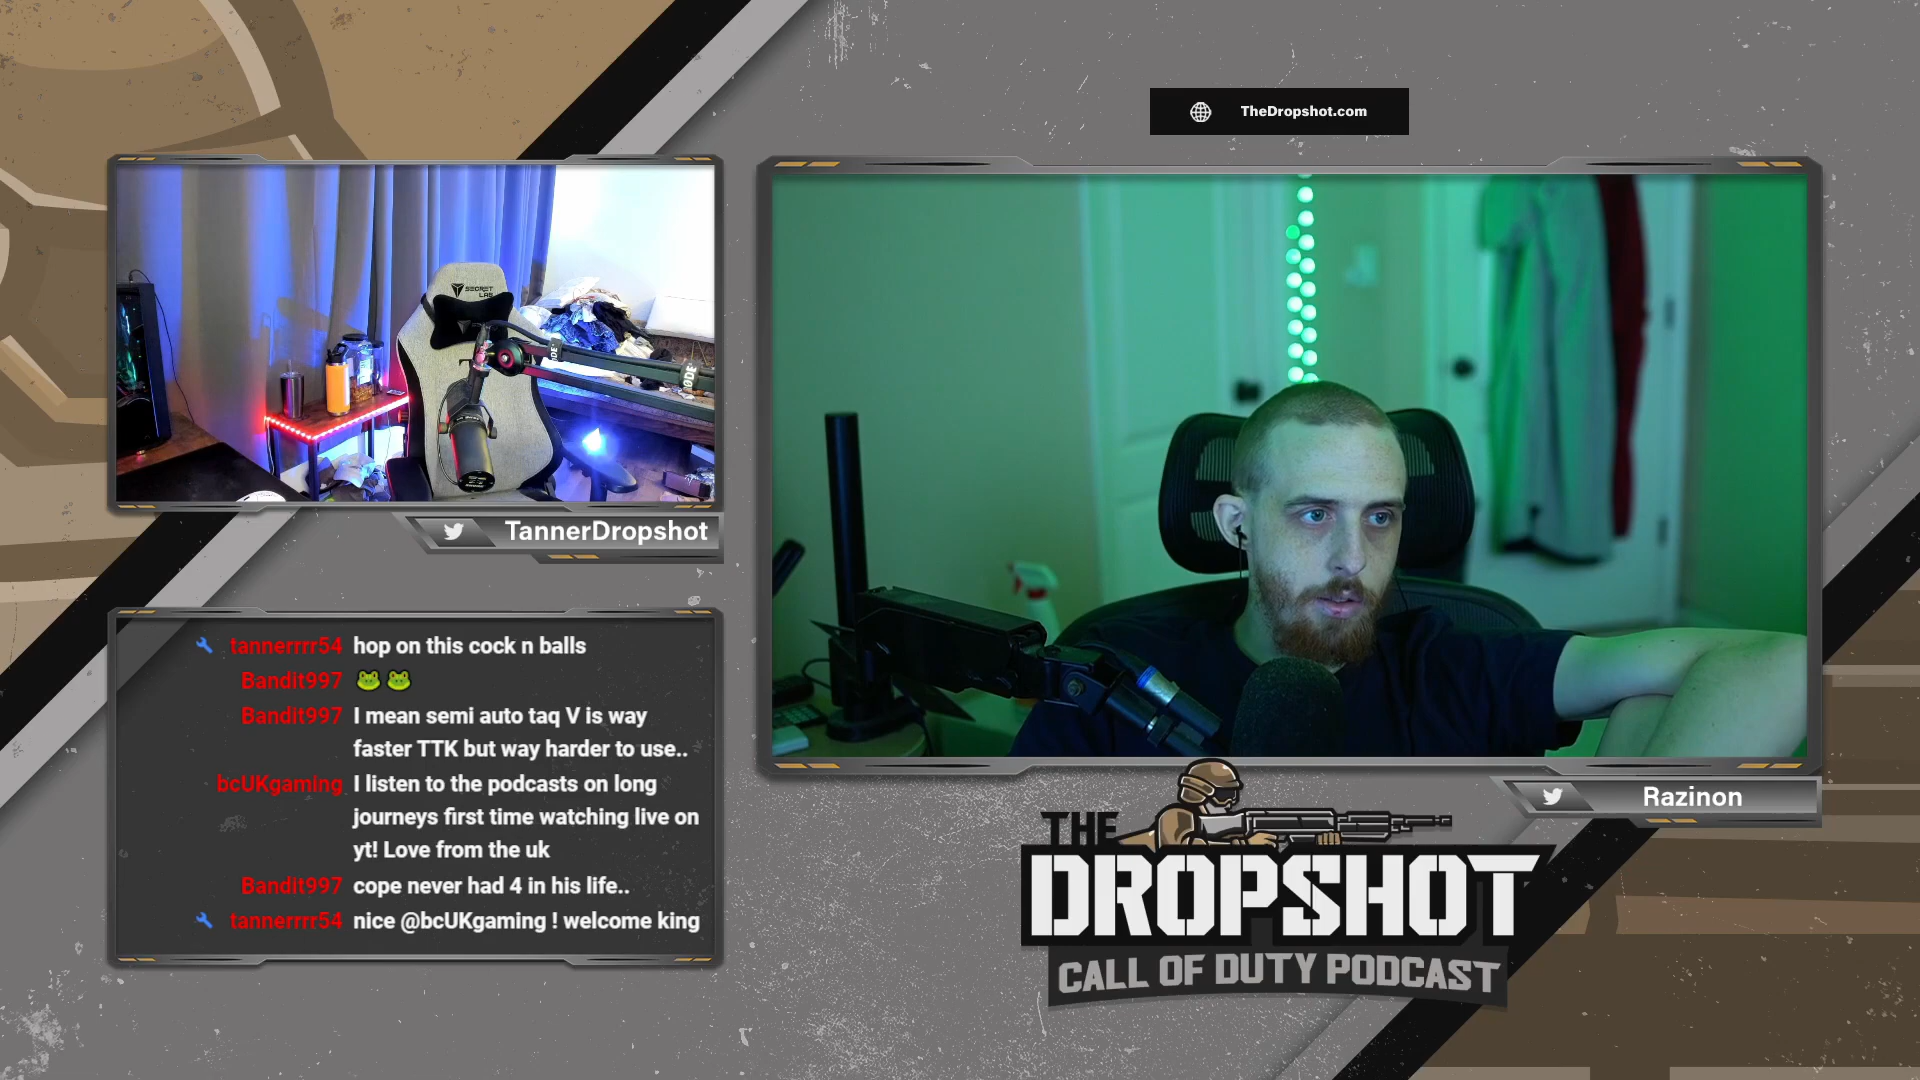 TheDropshot.com
SECRET
LAB
RODE
TannerDropshot
tannerrrr54 hop on this cock n balls
Bandit997 🐸 🐸
Bandit997 I mean semi auto taq V is way
faster TTK but way harder to use..
bcUKgaming I listen to the podcasts on long
journeys first time watching live on
yt! Love from the uk
Bandit997 cope never had 4 in his life..
tannerrrr54 nice @bcUKgaming ! welcome king
Razinon
THE
DROPSHOT
CALL OF DUTY PODCAST